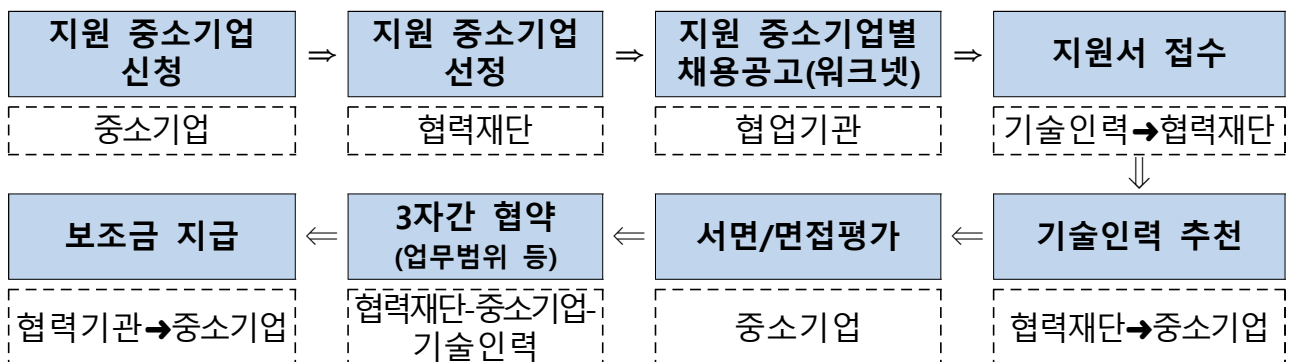 지원 중소기업
신청
⇒
지원 중소기업
선정
⇒
지원 중소기업별
채용공고(워크넷)
⇒
지원서 접수
중소기업
협력재단
협업기관
기술인력➜협력재단
⇓
보조금 지급
⇐
3자간 협약
(업무범위 등)
⇐
서면/면접평가
⇐
기술인력 추천
협력기관➜중소기업
협력재단-중소기업-
기술인력
중소기업
협력재단➜중소기업